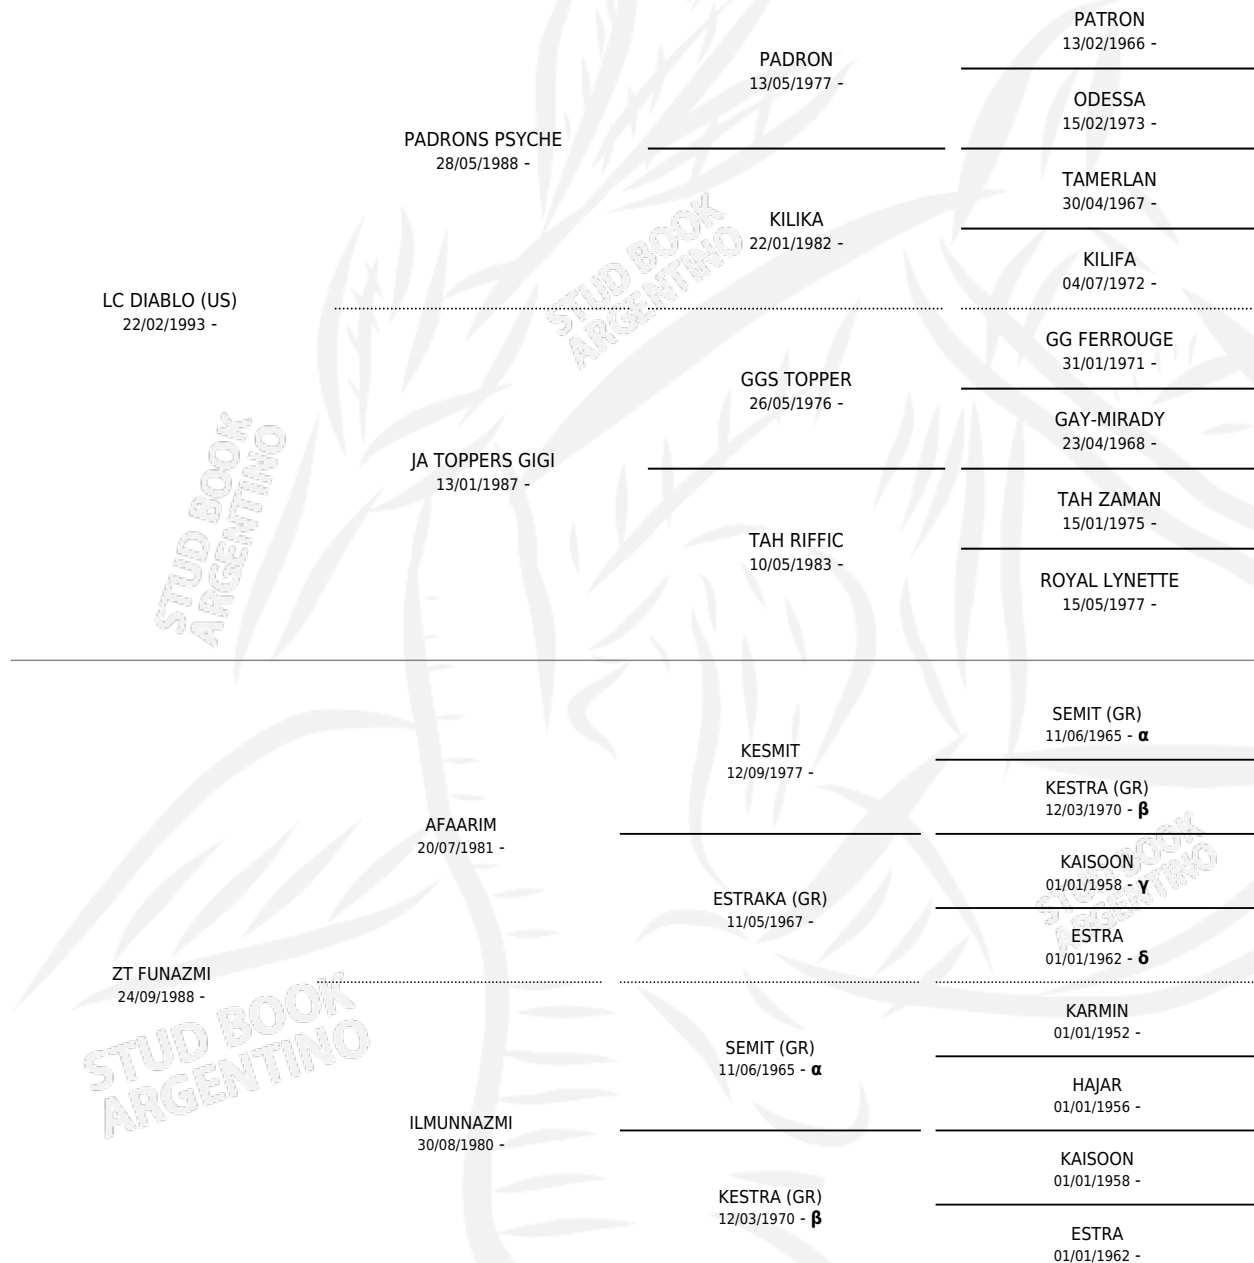 PATRON
13/02/1966 -
PADRON
13/05/1977 -
ODESSA
15/02/1973 -
PADRONS PSYCHE
28/05/1988 -
TAMERLAN
30/04/1967 -
KILIKA
22/01/1982 -
KILIFA
04/07/1972 -
LC DIABLO (US)
22/02/1993 -
GG FERROUGE
31/01/1971 -
GGS TOPPER
26/05/1976 -
GAY-MIRADY
23/04/1968 -
JA TOPPERS GIGI
13/01/1987 -
TAH ZAMAN
15/01/1975 -
TAH RIFFIC
10/05/1983 -
ROYAL LYNETTE
15/05/1977 -
STUD BOOK
ARGENTINO
STUD BOOK
ARGENTINO
SEMIT (GR)
11/06/1965 - α
KESMIT
12/09/1977 -
KESTRA (GR)
12/03/1970 - β
AFAARIM
20/07/1981 -
KAISOON
01/01/1958 - γ
ESTRAKA (GR)
11/05/1967 -
ESTRA
01/01/1962 - δ
ZT FUNAZMI
24/09/1988 -
KARMIN
01/01/1952 -
SEMIT (GR)
11/06/1965 - α
HAJAR
01/01/1956 -
ILMUNNAZMI
30/08/1980 -
KAISOON
01/01/1958 -
KESTRA (GR)
12/03/1970 - β
ESTRA
01/01/1962 -
STUD BOOK
ARGENTINO
STUD BOOK
ARGENTINO